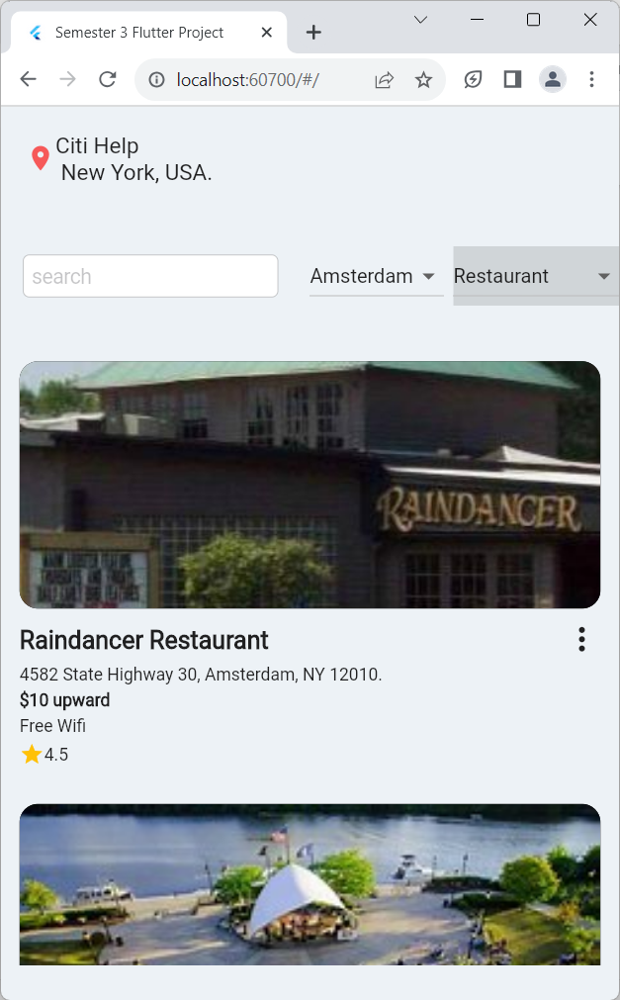 Semester 3 Flutter Project
localhost:60700/#/
Citi Help
New York, USA.
search
Amsterdam
Restaurant
RAINDANCER
Raindancer Restaurant
4582 State Highway 30, Amsterdam, NY 12010.
$10 upward
Free Wifi
4.5